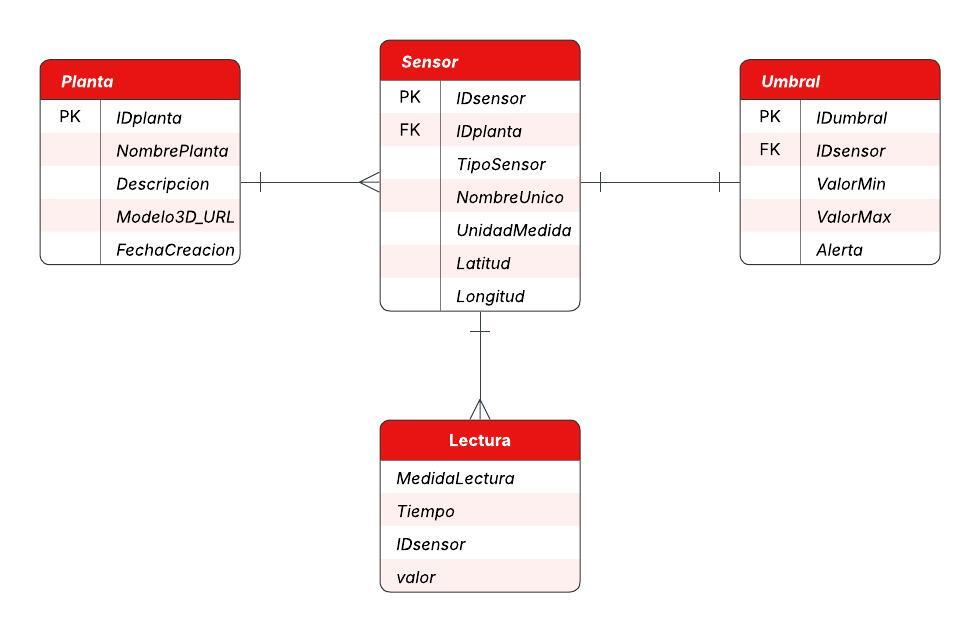 Planta
PK IDplanta
NombrePlanta
Descripcion
Modelo3D_URL
FechaCreacion
Sensor
PK IDsensor
FK IDplanta
TipoSensor
NombreUnico
UnidadMedida
Latitud
Longitud
Umbral
PK IDumbral
FK IDsensor
ValorMin
ValorMax
Alerta
Lectura
MedidaLectura
Tiempo
IDsensor
valor